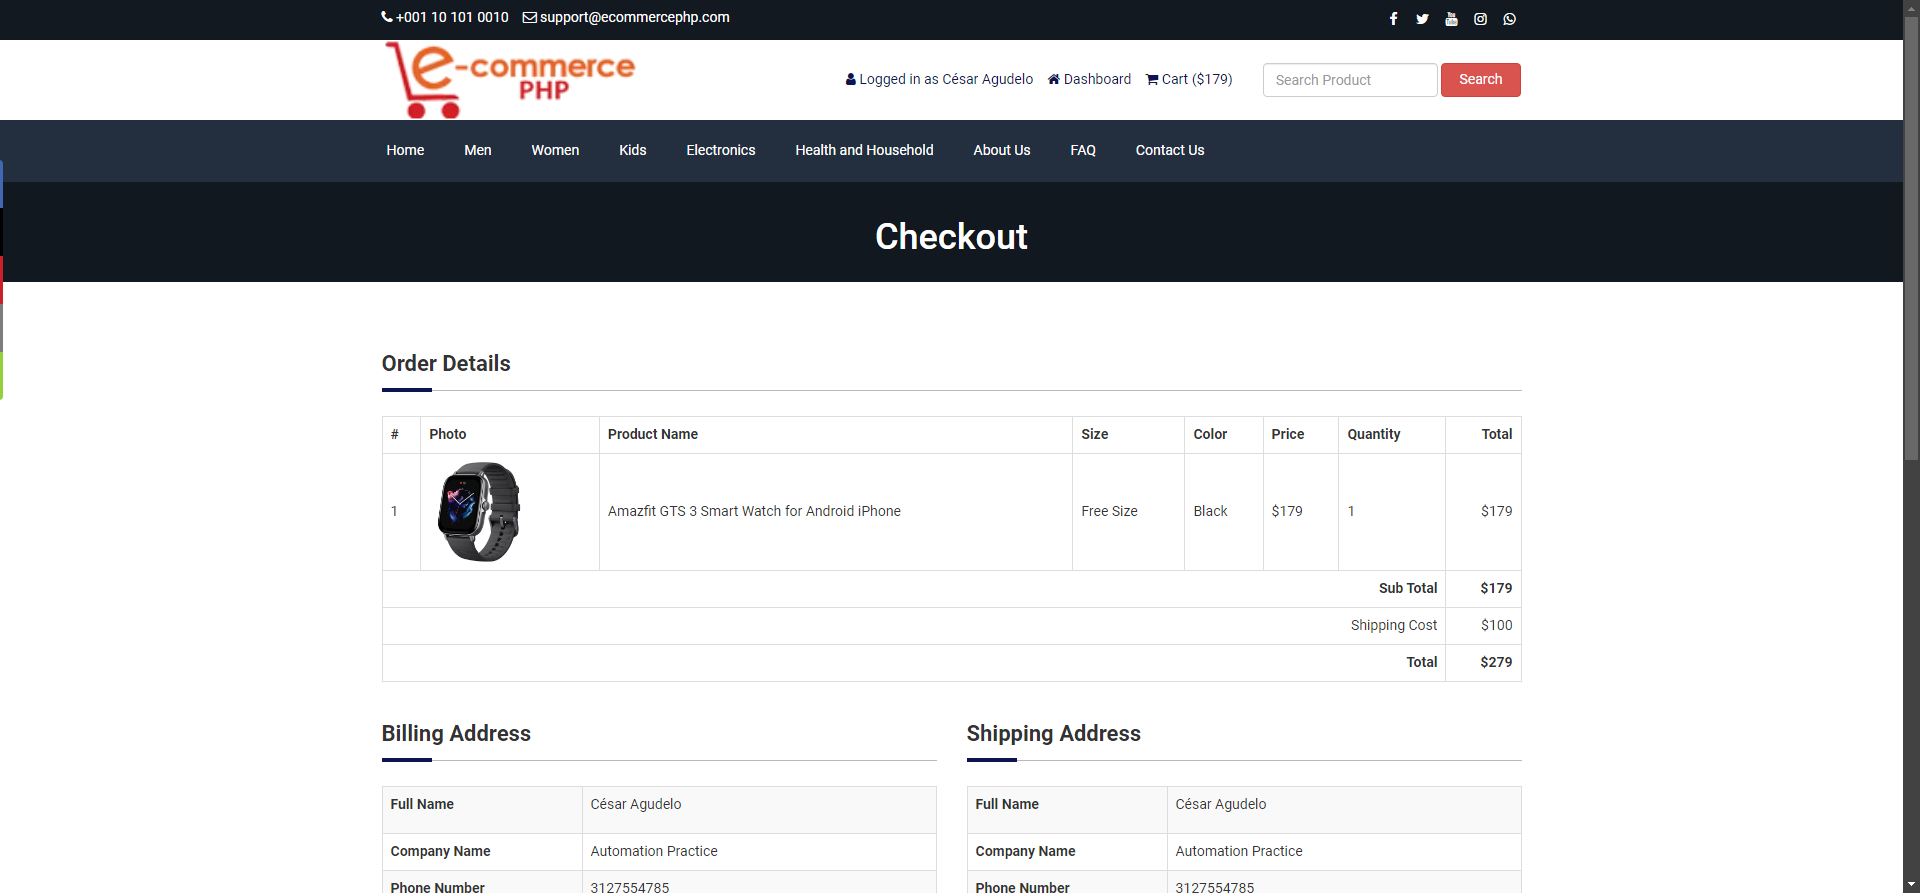 +001 10 101 0010 support@ecommercephp.com
e-commerce
PHP
Logged in as César Agudelo Dashboard Cart ($179) Search Product Search
Home Men Women Kids Electronics Health and Household About Us FAQ Contact Us
Checkout
Order Details
# Photo Product Name Size Color Price Quantity Total
1 Amazfit GTS 3 Smart Watch for Android iPhone Free Size Black $179 1 $179
Sub Total $179
Shipping Cost $100
Total $279
Billing Address
Full Name César Agudelo
Company Name Automation Practice
Phone Number 3127554785
Shipping Address
Full Name César Agudelo
Company Name Automation Practice
Phone Number 3127554785